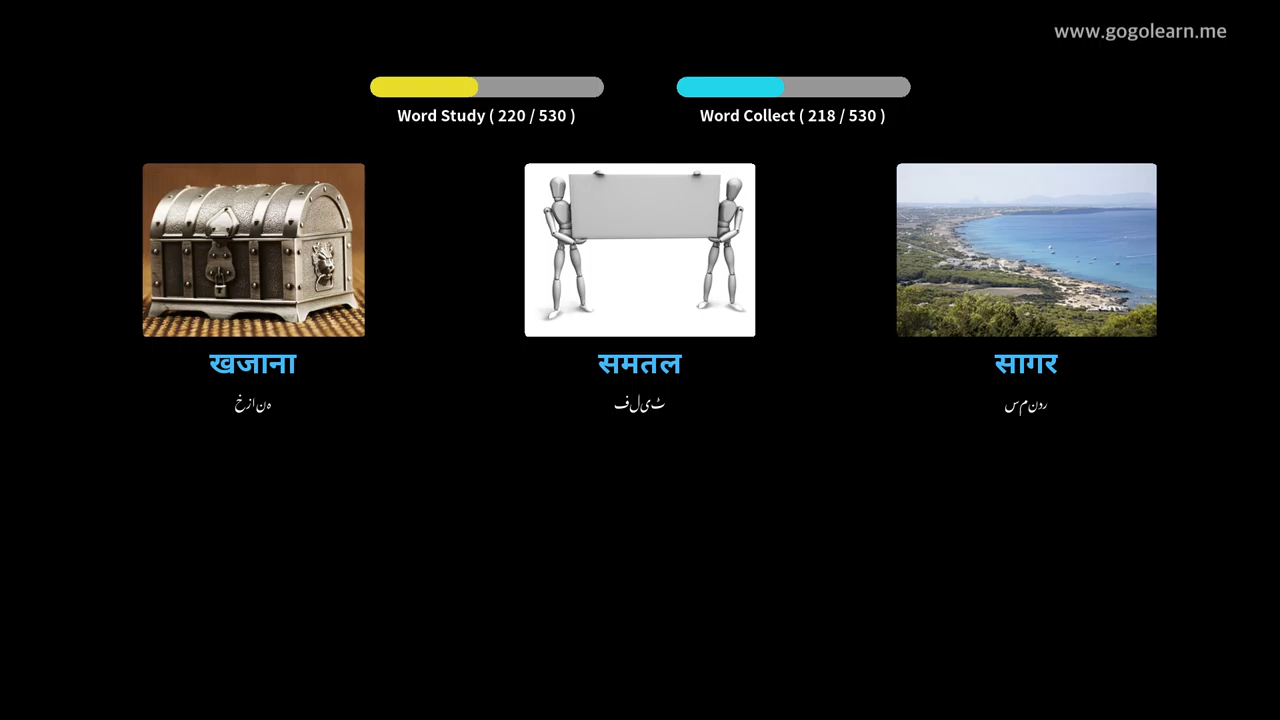 www.gogolearn.me
Word Study ( 220 / 530 )
Word Collect ( 218 / 530 )
खजाना
समतल
सागर
خزانہ
فلیٹ
سمندر